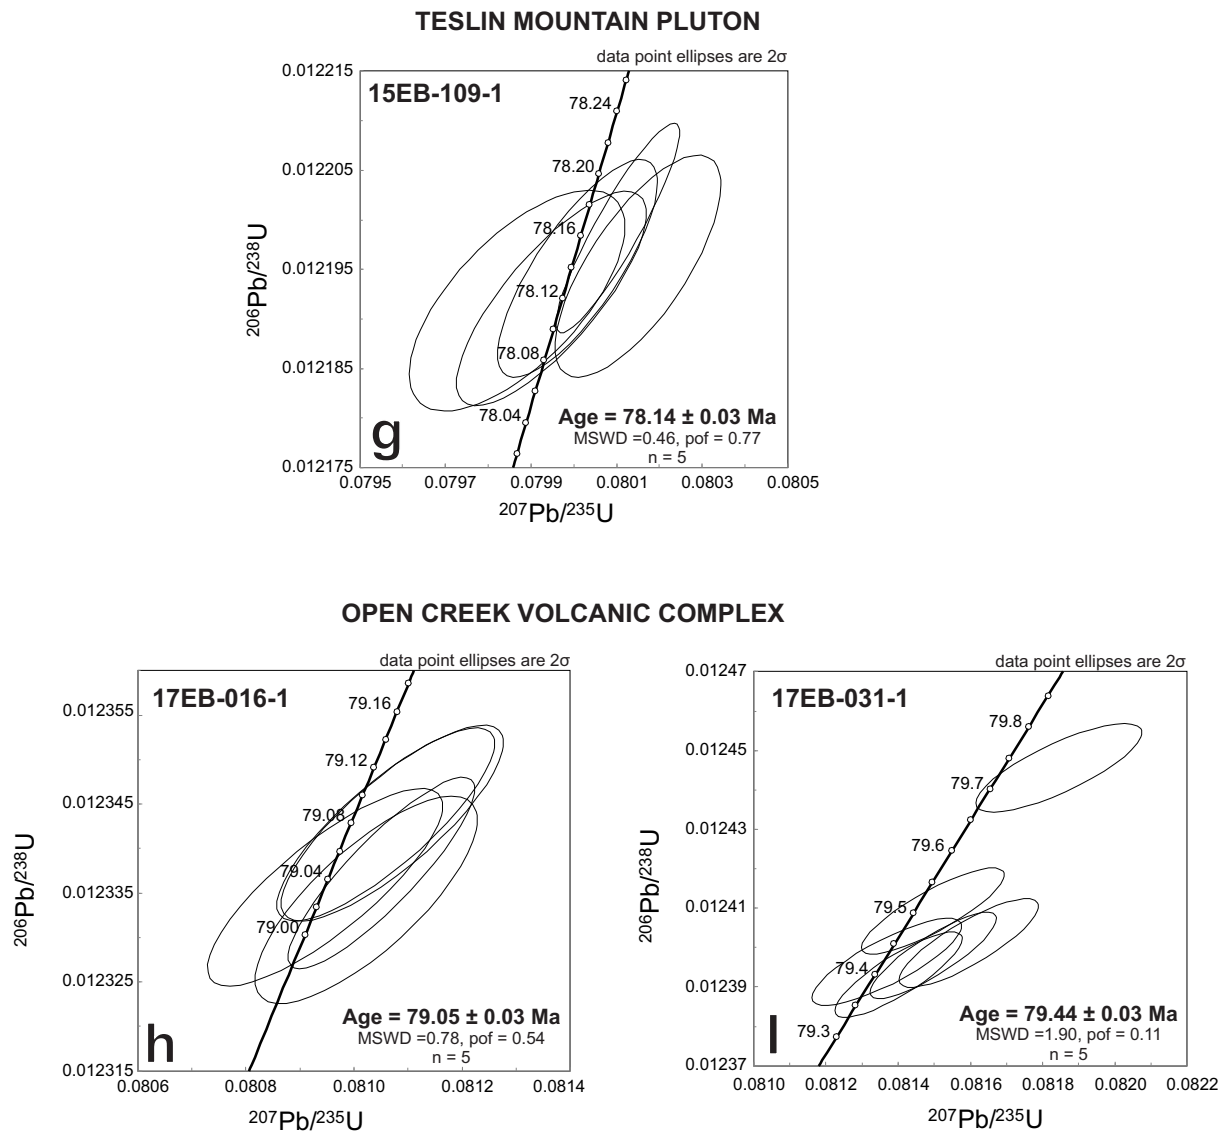 TESLIN MOUNTAIN PLUTON
data point ellipses are 2σ
15EB-109-1
0.012215
0.012205
0.012195
0.012185
0.012175
206Pb/238U
78.24
78.20
78.16
78.12
78.08
78.04
g
Age = 78.14 ± 0.03 Ma
MSWD =0.46, pof = 0.77
n = 5
0.0795 0.0797 0.0799 0.0801 0.0803 0.0805
207Pb/235U
OPEN CREEK VOLCANIC COMPLEX
data point ellipses are 2σ
17EB-016-1
0.012355
0.012345
0.012335
0.012325
0.012315
206Pb/238U
79.16
79.12
79.08
79.04
79.00
h
Age = 79.05 ± 0.03 Ma
MSWD =0.78, pof = 0.54
n = 5
0.0806 0.0808 0.0810 0.0812 0.0814
207Pb/235U
data point ellipses are 2σ
17EB-031-1
0.01247
0.01245
0.01243
0.01241
0.01239
0.01237
206Pb/238U
79.8
79.7
79.6
79.5
79.4
79.3
I
Age = 79.44 ± 0.03 Ma
MSWD =1.90, pof = 0.11
n = 5
0.0810 0.0812 0.0814 0.0816 0.0818 0.0820 0.0822
207Pb/235U